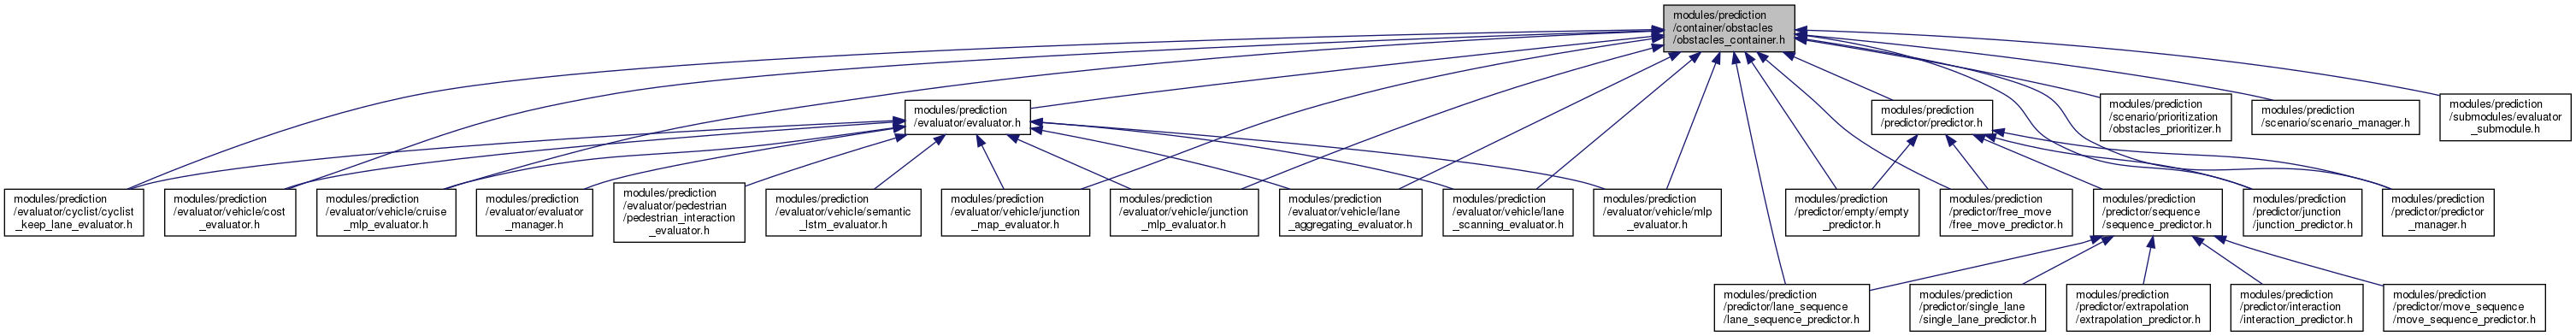 modules/prediction
/container/obstacles
/obstacles_container.h
modules/prediction
/evaluator/evaluator.h
modules/prediction
/predictor/predictor.h
modules/prediction
/scenario/prioritization
/obstacles_prioritizer.h
modules/prediction
/scenario/scenario_manager.h
modules/prediction
/submodules/evaluator
_submodule.h
modules/prediction
/evaluator/cyclist/cyclist
_keep_lane_evaluator.h
modules/prediction
/evaluator/vehicle/cost
_evaluator.h
modules/prediction
/evaluator/vehicle/cruise
_mlp_evaluator.h
modules/prediction
/evaluator/evaluator
_manager.h
modules/prediction
/evaluator/pedestrian
/pedestrian_interaction
_evaluator.h
modules/prediction
/evaluator/vehicle/semantic
_lstm_evaluator.h
modules/prediction
/evaluator/vehicle/junction
_map_evaluator.h
modules/prediction
/evaluator/vehicle/junction
_mlp_evaluator.h
modules/prediction
/evaluator/vehicle/lane
_aggregating_evaluator.h
modules/prediction
/evaluator/vehicle/lane
_scanning_evaluator.h
modules/prediction
/evaluator/vehicle/mlp
_evaluator.h
modules/prediction
/predictor/empty/empty
_predictor.h
modules/prediction
/predictor/free_move
/free_move_predictor.h
modules/prediction
/predictor/sequence
/sequence_predictor.h
modules/prediction
/predictor/junction
/junction_predictor.h
modules/prediction
/predictor/predictor
_manager.h
modules/prediction
/predictor/lane_sequence
/lane_sequence_predictor.h
modules/prediction
/predictor/single_lane
/single_lane_predictor.h
modules/prediction
/predictor/extrapolation
/extrapolation_predictor.h
modules/prediction
/predictor/interaction
/interaction_predictor.h
modules/prediction
/predictor/move_sequence
/move_sequence_predictor.h